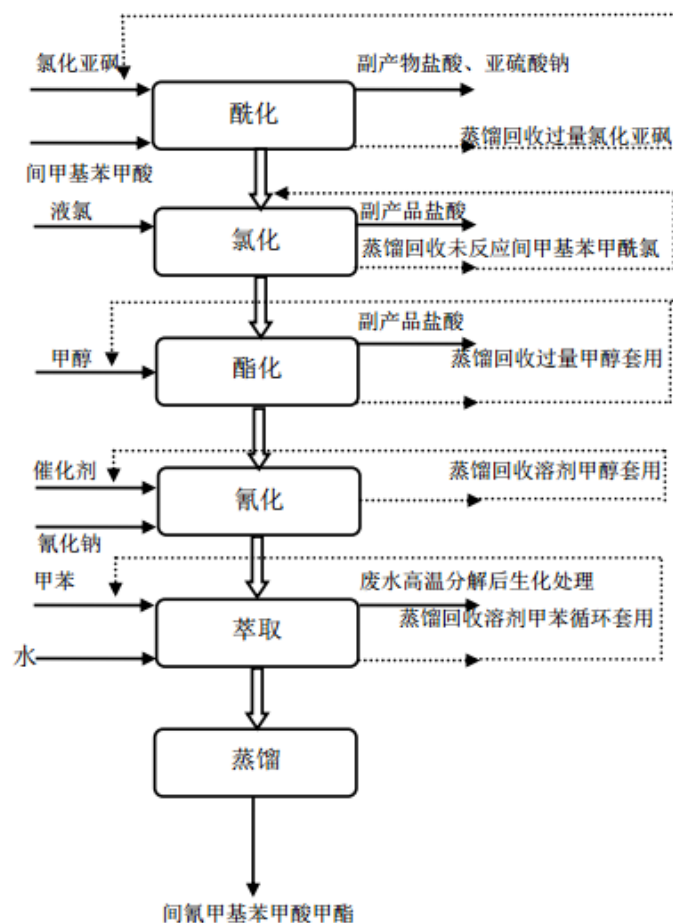 氯化亚砜
副产物盐酸、亚硫酸钠
酰化
蒸馏回收过量氯化亚砜
间甲基苯甲酸
液氯
副产品盐酸
氯化
蒸馏回收未反应间甲基苯甲酰氯
副产品盐酸
甲醇
酯化
蒸馏回收过量甲醇套用
催化剂
蒸馏回收溶剂甲醇套用
氰化
氰化钠
甲苯
废水高温分解后生化处理
萃取
蒸馏回收溶剂甲苯循环套用
水
蒸馏
间氰甲基苯甲酸甲酯